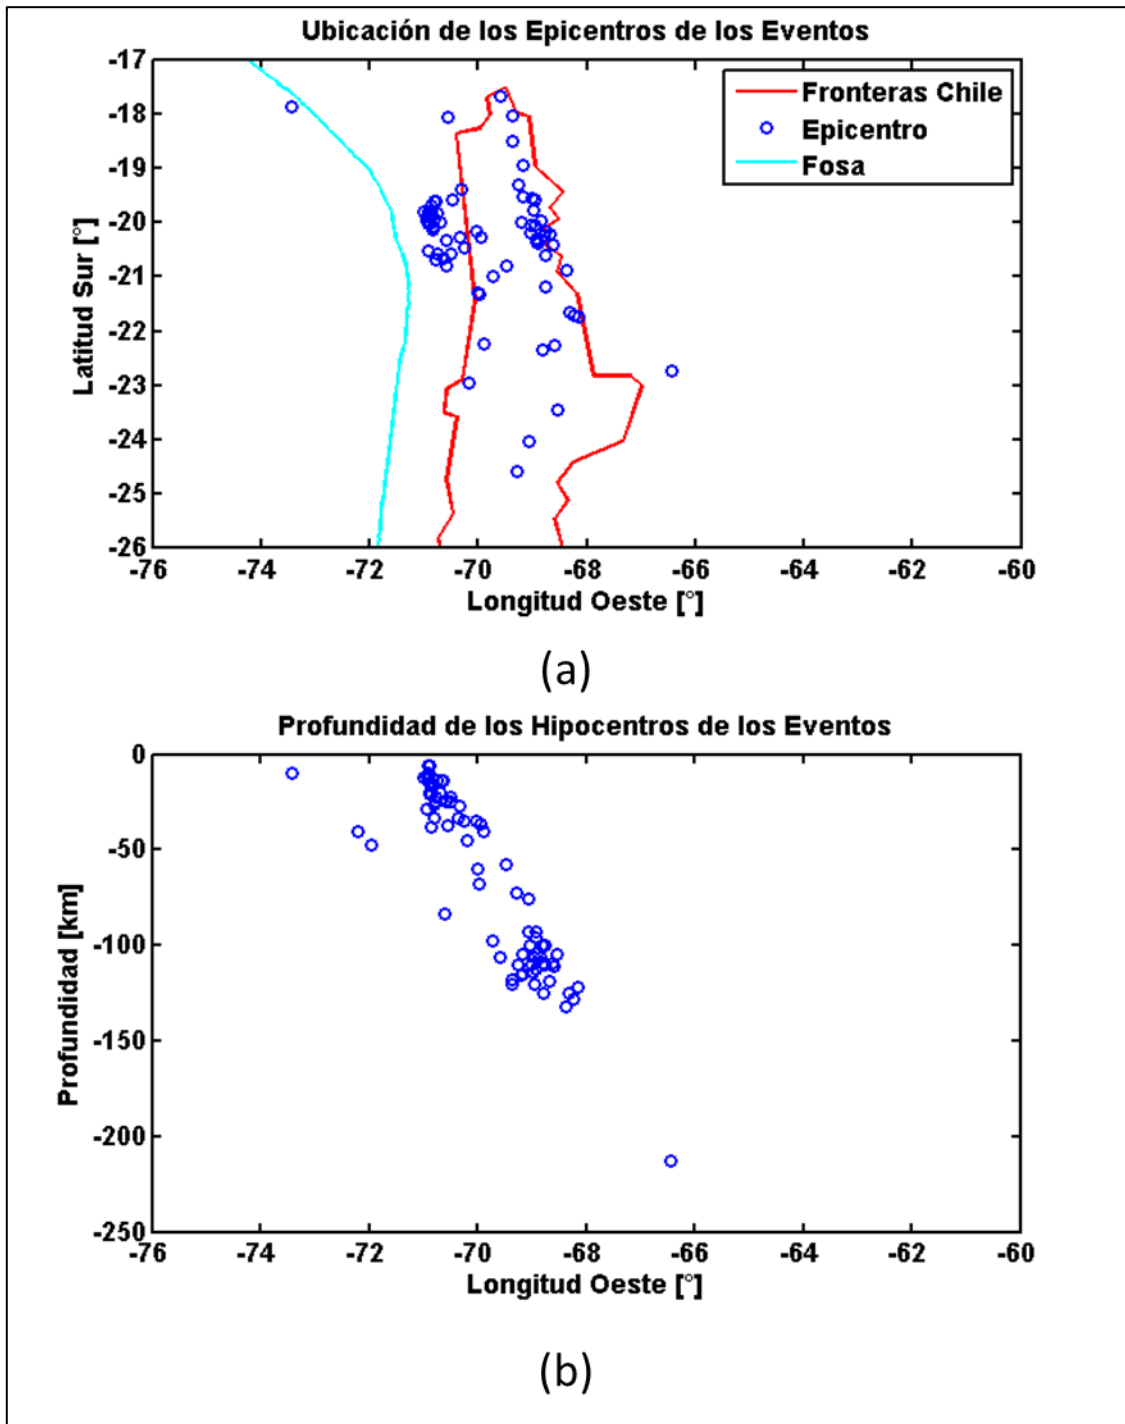 Ubicación de los Epicentros de los Eventos
-17
-18
-19
-20
-21
-22
-23
-24
-25
-26
Latitud Sur [°]
Fronteras Chile
Epicentro
Fosa
-76 -74 -72 -70 -68 -66 -64 -62 -60
Longitud Oeste [°]
(a)
Profundidad de los Hipocentros de los Eventos
0
-50
-100
-150
-200
-250
Profundidad [km]
-76 -74 -72 -70 -68 -66 -64 -62 -60
Longitud Oeste [°]
(b)